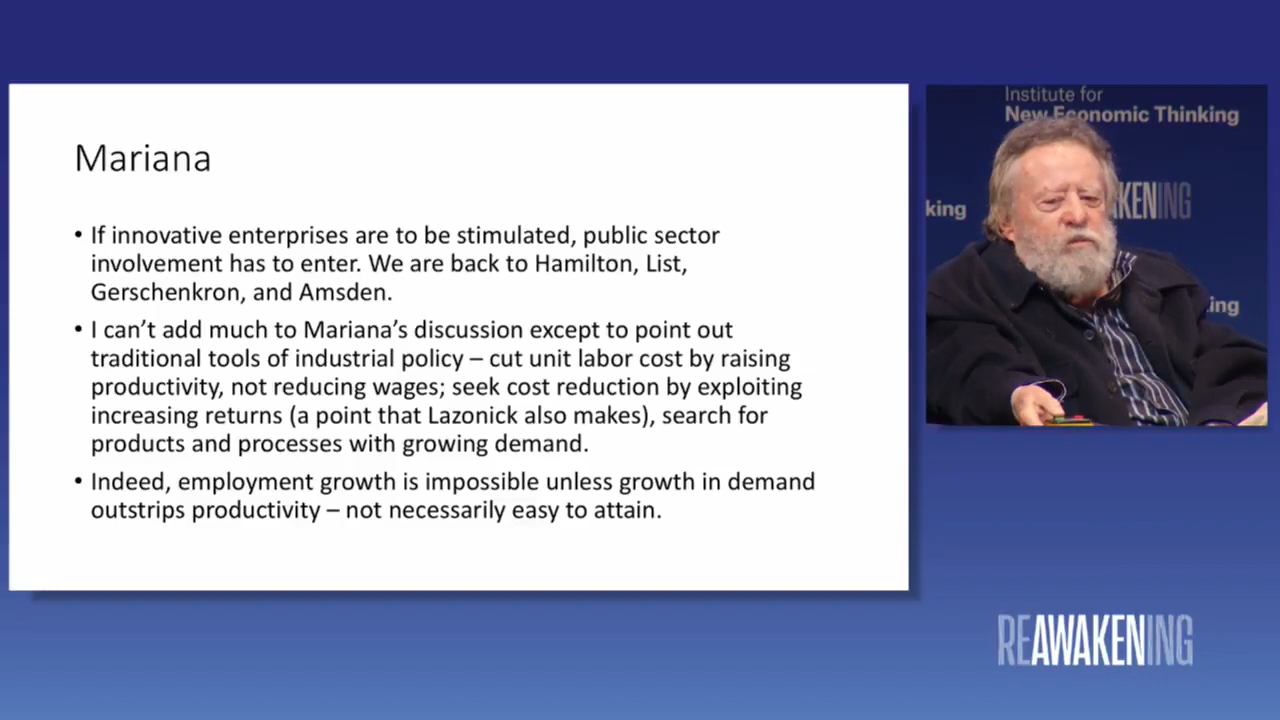 Mariana
• If innovative enterprises are to be stimulated, public sector
involvement has to enter. We are back to Hamilton, List,
Gerschenkron, and Amsden.
• I can’t add much to Mariana’s discussion except to point out
traditional tools of industrial policy – cut unit labor cost by raising
productivity, not reducing wages; seek cost reduction by exploiting
increasing returns (a point that Lazonick also makes), search for
products and processes with growing demand.
• Indeed, employment growth is impossible unless growth in demand
outstrips productivity – not necessarily easy to attain.
Institute for
New Economic Thinking
king
KENING
ing
REAWAKENING